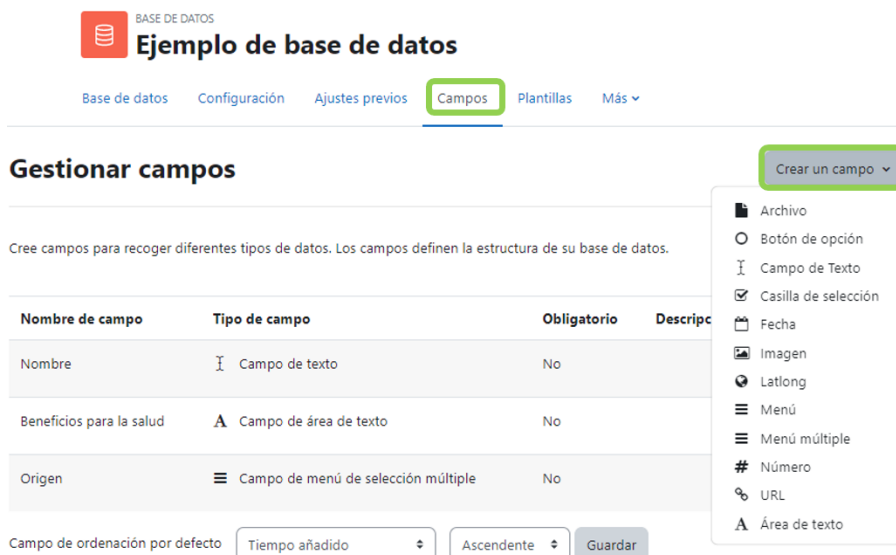 BASE DE DATOS
Ejemplo de base de datos
Base de datos Configuración Ajustes previos Campos Plantillas Más
Gestionar campos
Crear un campo
Archivo
Botón de opción
Campo de Texto
Casilla de selección
Fecha
Imagen
Latlong
Menú
Menú múltiple
Número
URL
Área de texto
Cree campos para recoger diferentes tipos de datos. Los campos definen la estructura de su base de datos.
Nombre de campo Tipo de campo Obligatorio Descripc
Nombre Campo de texto No
Beneficios para la salud Campo de área de texto No
Origen Campo de menú de selección múltiple No
Campo de ordenación por defecto Tiempo añadido Ascendente Guardar